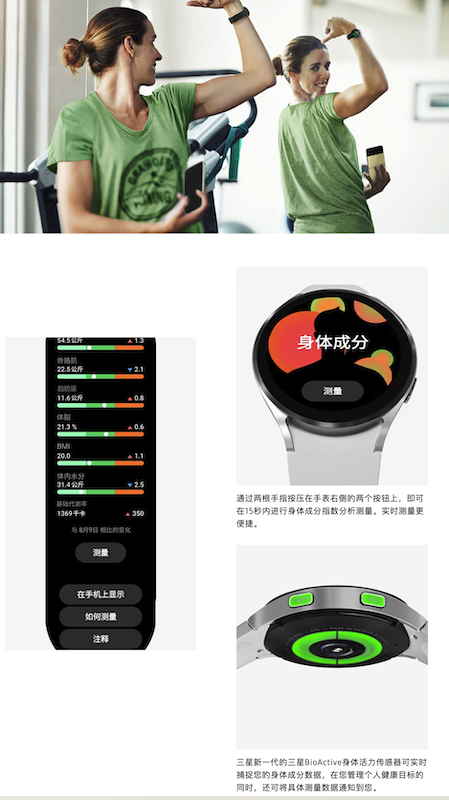 54.5公斤 ▲ 1.3
骨骼肌
22.5公斤 ▼ 2.1
脂肪量
11.6公斤 ▲ 0.8
体脂
21.3 % ▲ 0.6
BMI
20.0 ▲ 1.1
体内水分
31.4公斤 ▼ 2.5
基础代谢率
1369 千卡 ▲ 350
与 8月9日 相比的变化
测量
在手机上显示
如何测量
注释
身体成分
测量
通过两根手指按压在手表右侧的两个按钮上，即可
在15秒内进行身体成分指数分析测量。实时测量更
便捷。
三星新一代的三星BioActive身体活力传感器可实时
捕捉您的身体成分数据，在您管理个人健康目标的
同时，还可将具体测量数据通知到您。